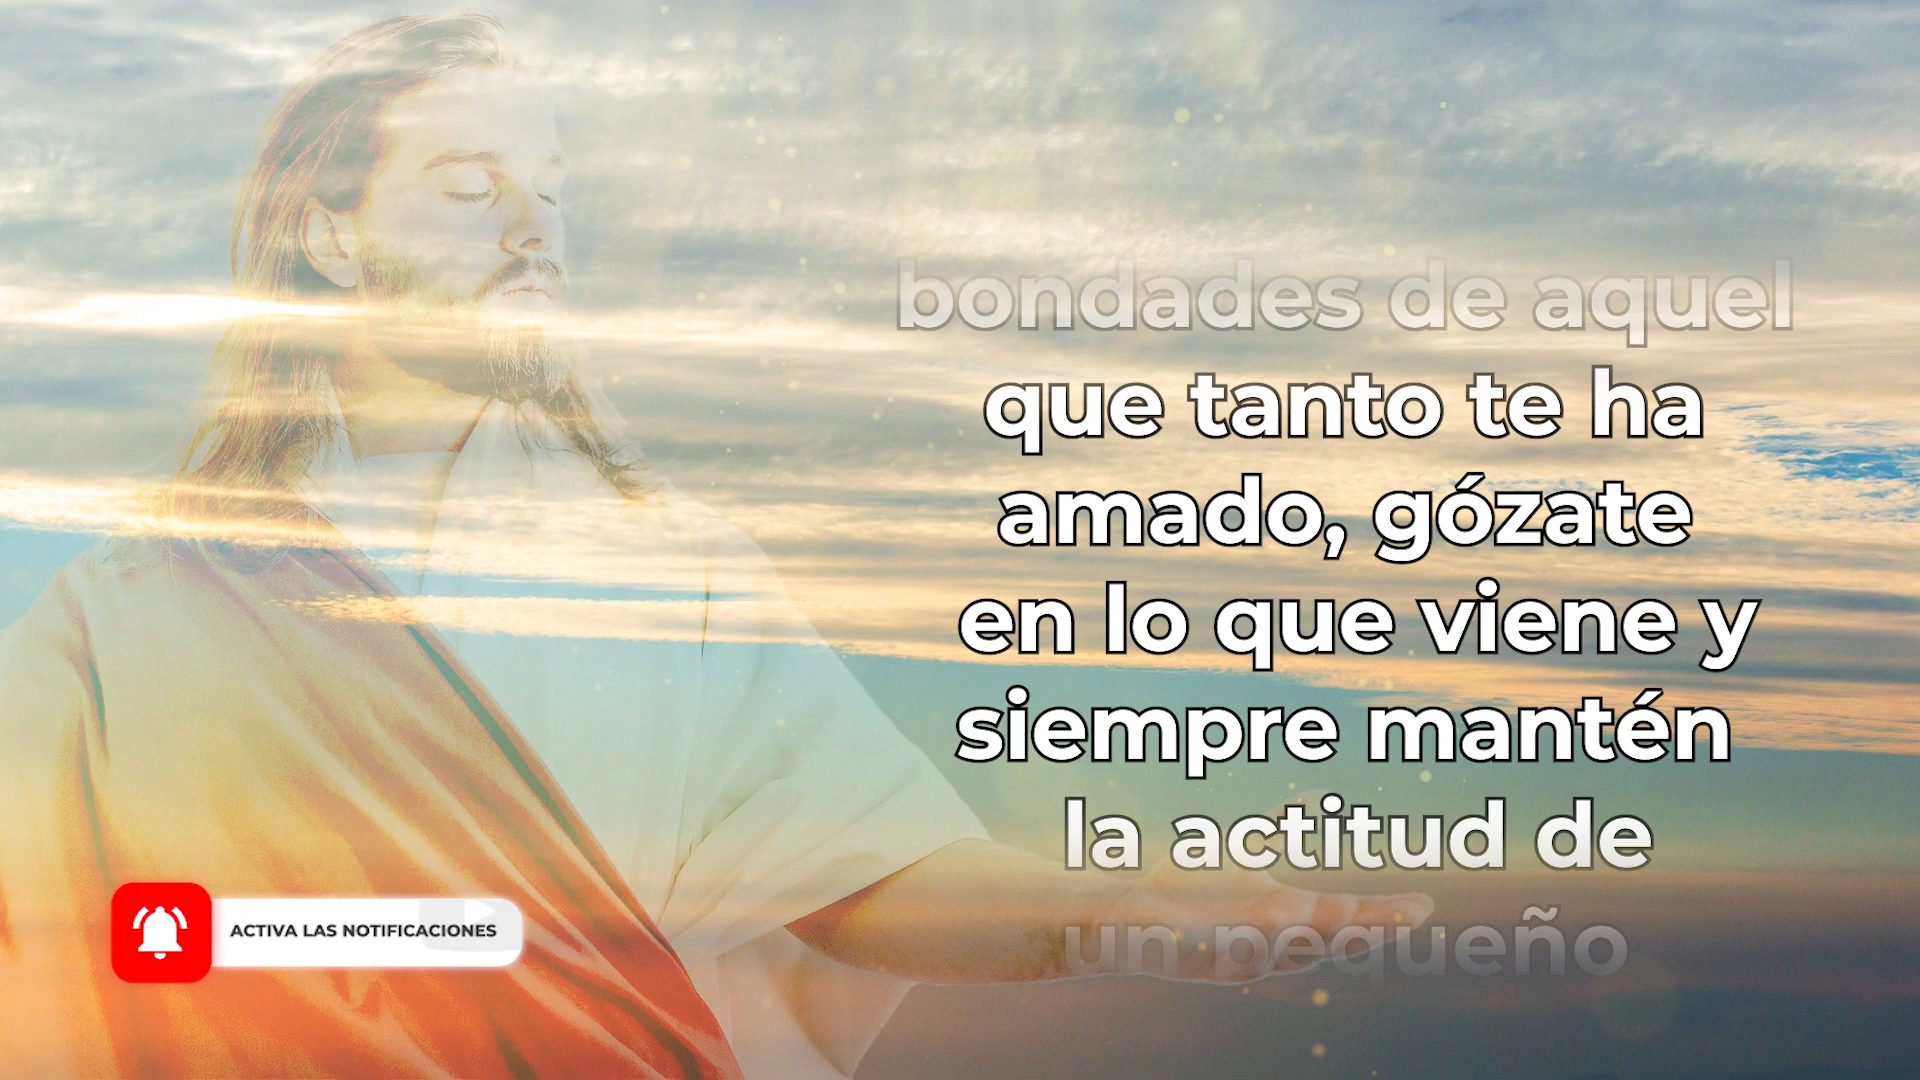 bondades de aquel
que tanto te ha
amado, gózate
en lo que viene y
siempre mantén
la actitud de
un pequeño
ACTIVA LAS NOTIFICACIONES